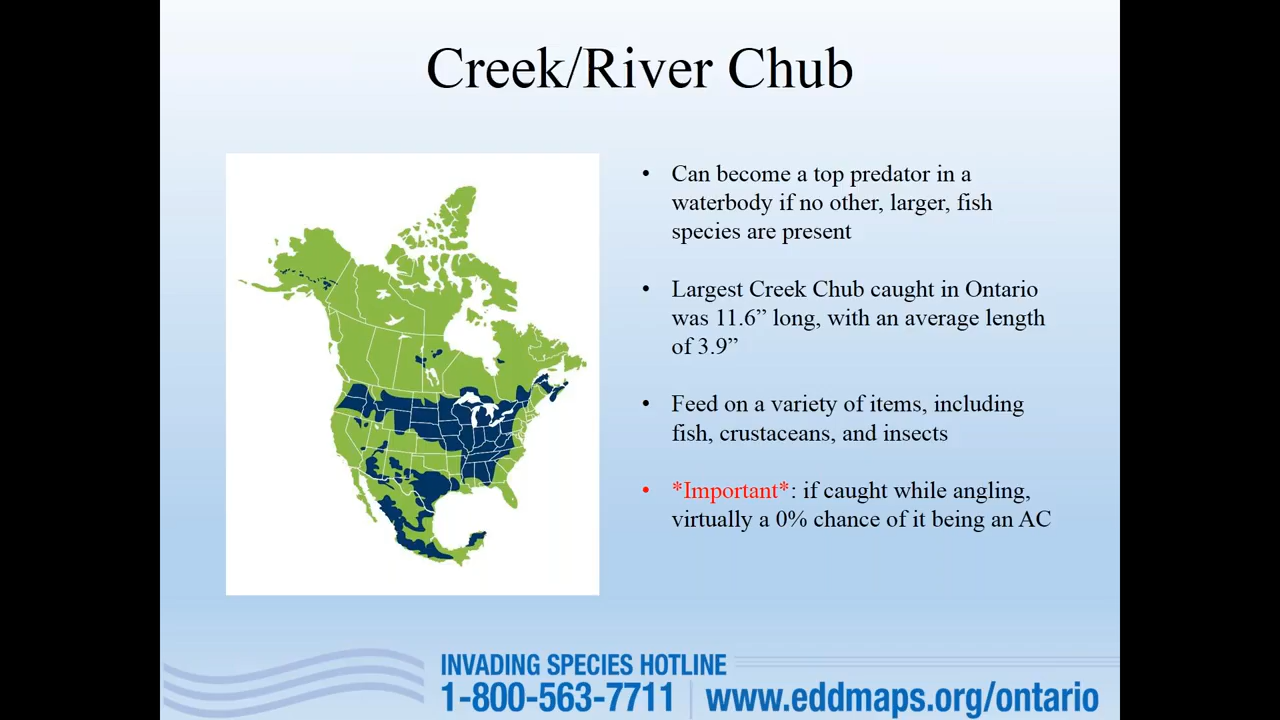 Creek/River Chub
• Can become a top predator in a
waterbody if no other, larger, fish
species are present
• Largest Creek Chub caught in Ontario
was 11.6” long, with an average length
of 3.9”
• Feed on a variety of items, including
fish, crustaceans, and insects
• *Important*: if caught while angling,
virtually a 0% chance of it being an AC
INVADING SPECIES HOTLINE
1-800-563-7711 | www.eddmaps.org/ontario